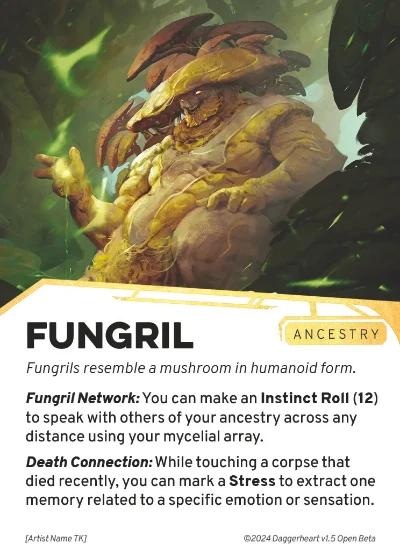 FUNGRIL
ANCESTRY
Fungrils resemble a mushroom in humanoid form.
Fungril Network: You can make an Instinct Roll (12)
to speak with others of your ancestry across any
distance using your mycelial array.
Death Connection: While touching a corpse that
died recently, you can mark a Stress to extract one
memory related to a specific emotion or sensation.
[Artist Name TK]
©2024 Daggerheart v1.5 Open Beta